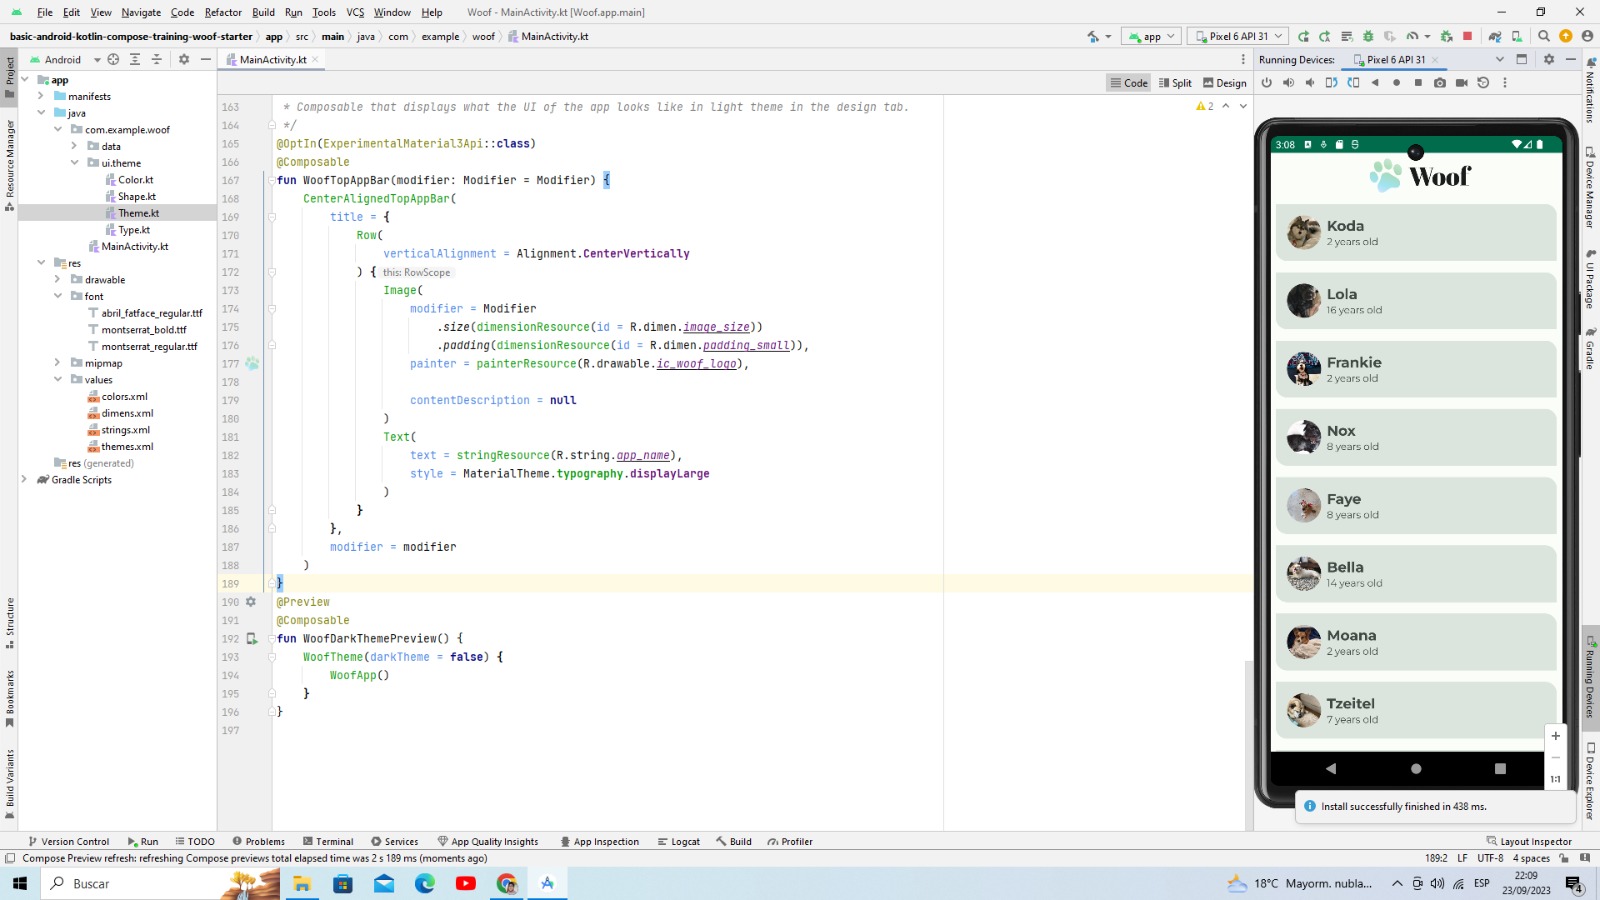 File Edit View Navigate Code Refactor Build Run Tools VCS Window Help Woof - MainActivity.kt [Woof.app.main]
basic-android-kotlin-compose-training-woof-starter app src main java com example woof MainActivity.kt app Pixel 6 API 31
Android MainActivity.kt Running Devices: Pixel 6 API 31
Code Split Design
app
manifests
java
com.example.woof
data
ui.theme
Color.kt
Shape.kt
Theme.kt
Type.kt
MainActivity.kt
res
drawable
font
abril_fatface_regular.ttf
montserrat_bold.ttf
montserrat_regular.ttf
mipmap
values
colors.xml
dimens.xml
strings.xml
themes.xml
res (generated)
Gradle Scripts
Project
Resource Manager
Structure
Bookmarks
Build Variants
2
163 * Composable that displays what the UI of the app looks like in light theme in the design tab.
164 */
165 @OptIn(ExperimentalMaterial3Api::class)
166 @Composable
167 fun WoofTopAppBar(modifier: Modifier = Modifier) {
168 CenterAlignedTopAppBar(
169 title = {
170 Row(
171 verticalAlignment = Alignment.CenterVertically
172 ) { this: RowScope
173 Image(
174 modifier = Modifier
175 .size(dimensionResource(id = R.dimen.image_size))
176 .padding(dimensionResource(id = R.dimen.padding_small)),
177 painter = painterResource(R.drawable.ic_woof_logo),
178
179 contentDescription = null
180 )
181 Text(
182 text = stringResource(R.string.app_name),
183 style = MaterialTheme.typography.displayLarge
184 )
185 }
186 },
187 modifier = modifier
188 )
189 }
190 @Preview
191 @Composable
192 fun WoofDarkThemePreview() {
193 WoofTheme(darkTheme = false) {
194 WoofApp()
195 }
196 }
197
3:08
Woof
Koda
2 years old
Lola
16 years old
Frankie
2 years old
Nox
8 years old
Faye
8 years old
Bella
14 years old
Moana
2 years old
Tzeitel
7 years old
1:1
Install successfully finished in 438 ms.
Notifications
Device Manager
UI Package
Gradle
Running Devices
Device Explorer
Version Control Run TODO Problems Terminal Services App Quality Insights App Inspection Logcat Build Profiler Layout Inspector
Compose Preview refresh: refreshing Compose previews total elapsed time was 2 s 189 ms (moments ago) 189:2 LF UTF-8 4 spaces
Buscar 18°C Mayorm. nubla... ESP 22:09
23/09/2023 4